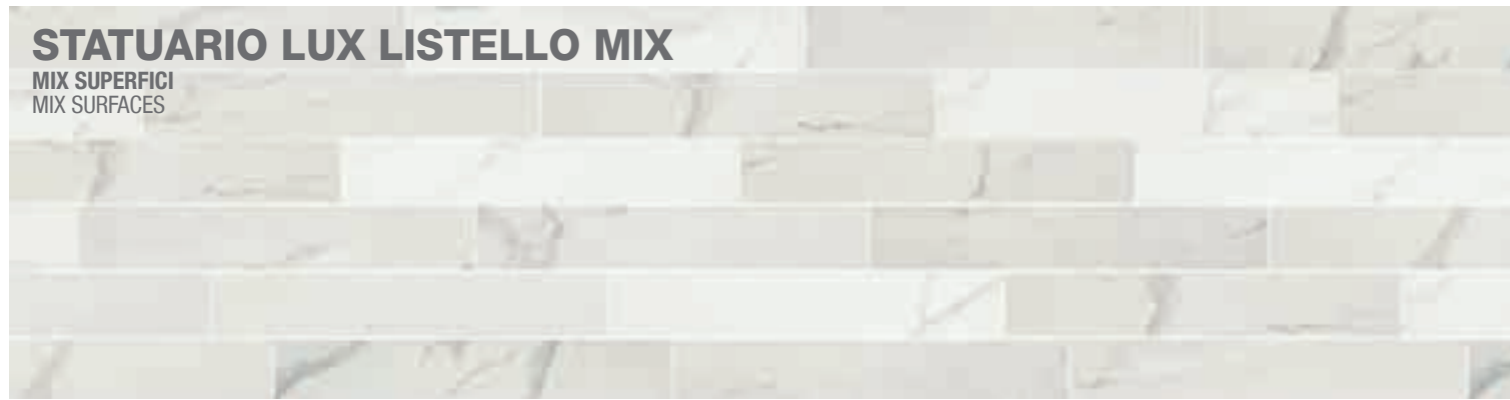 STATUARIO LUX LISTELLO MIX
MIX SUPERFICI
MIX SURFACES